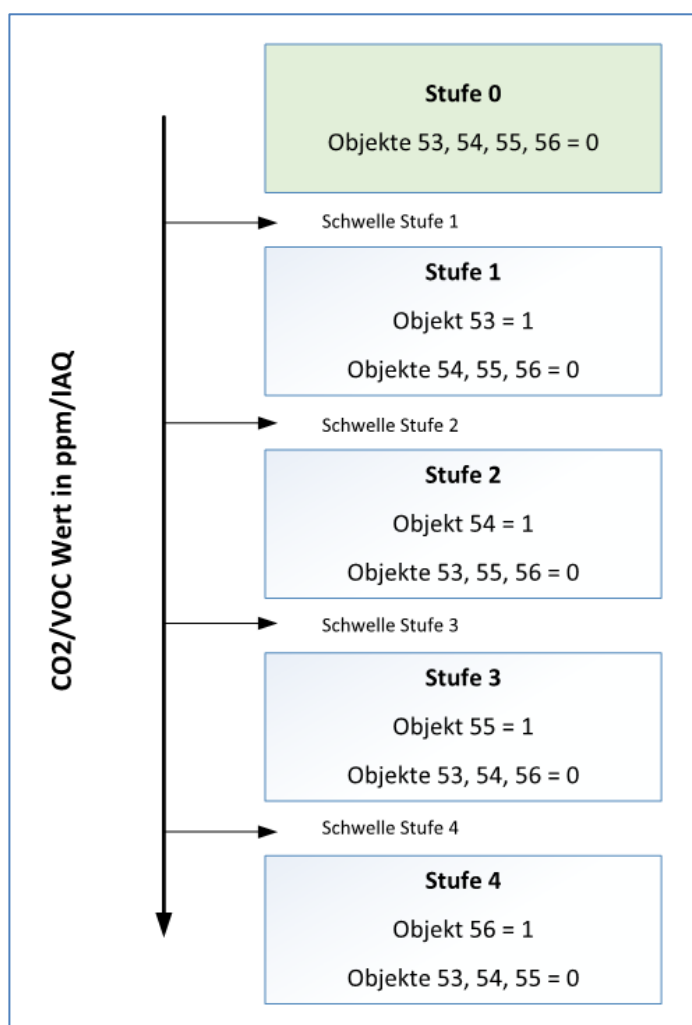 Stufe 0
Objekte 53, 54, 55, 56 = 0
Schwelle Stufe 1
Stufe 1
Objekt 53 = 1
Objekte 54, 55, 56 = 0
Schwelle Stufe 2
Stufe 2
Objekt 54 = 1
Objekte 53, 55, 56 = 0
Schwelle Stufe 3
Stufe 3
Objekt 55 = 1
Objekte 53, 54, 56 = 0
Schwelle Stufe 4
Stufe 4
Objekt 56 = 1
Objekte 53, 54, 55 = 0
CO2/VOC Wert in ppm/IAQ